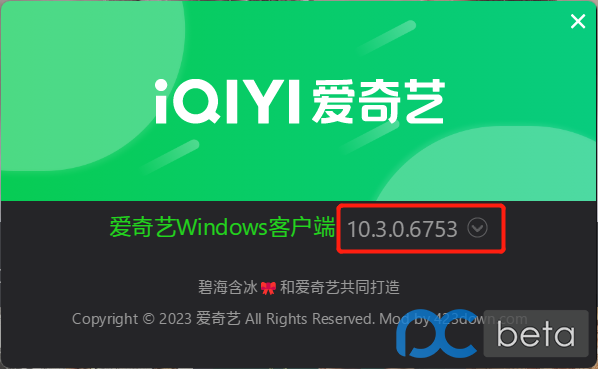 iQIYI 爱奇艺
爱奇艺Windows客户端 10.3.0.6753
碧海含冰🎀和爱奇艺共同打造
Copyright © 2023 爱奇艺 All Rights Reserved. Mod by 423down.com
pc beta